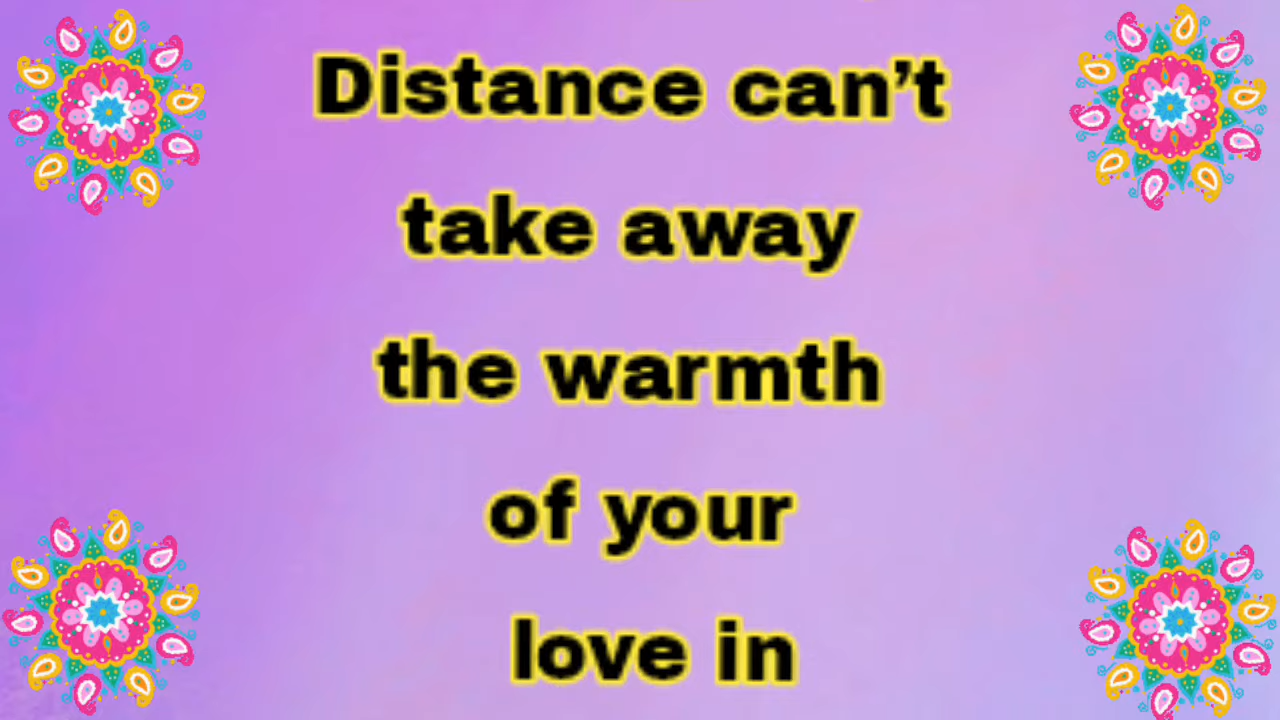 Distance can’t
take away
the warmth
of your
love in